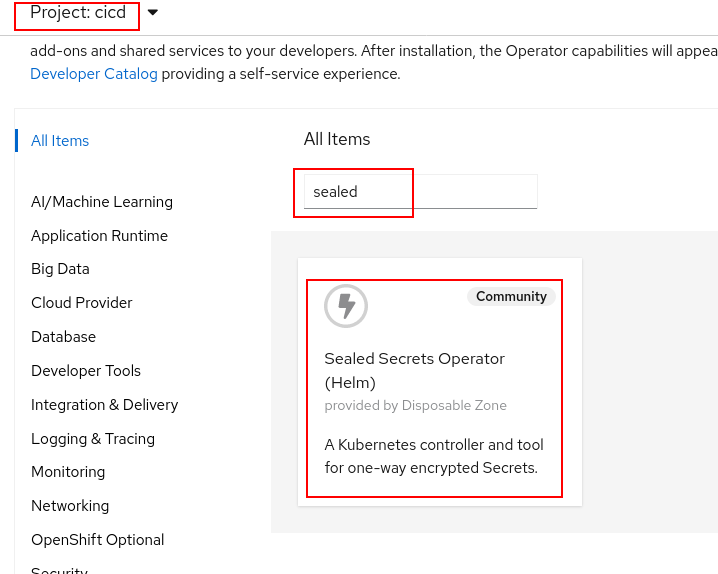 Project: cicd
add-ons and shared services to your developers. After installation, the Operator capabilities will appea
Developer Catalog providing a self-service experience.
All Items
All Items
sealed
AI/Machine Learning
Application Runtime
Big Data
Cloud Provider
Database
Developer Tools
Integration & Delivery
Logging & Tracing
Monitoring
Networking
OpenShift Optional
Security
Community
Sealed Secrets Operator
(Helm)
provided by Disposable Zone
A Kubernetes controller and tool
for one-way encrypted Secrets.